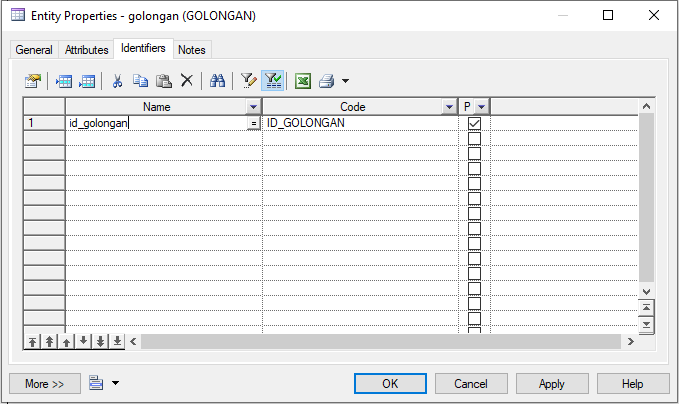 Entity Properties - golongan (GOLONGAN)
General Attributes Identifiers Notes
Name Code P
1 id_golongan = ID_GOLONGAN
More >> OK Cancel Apply Help